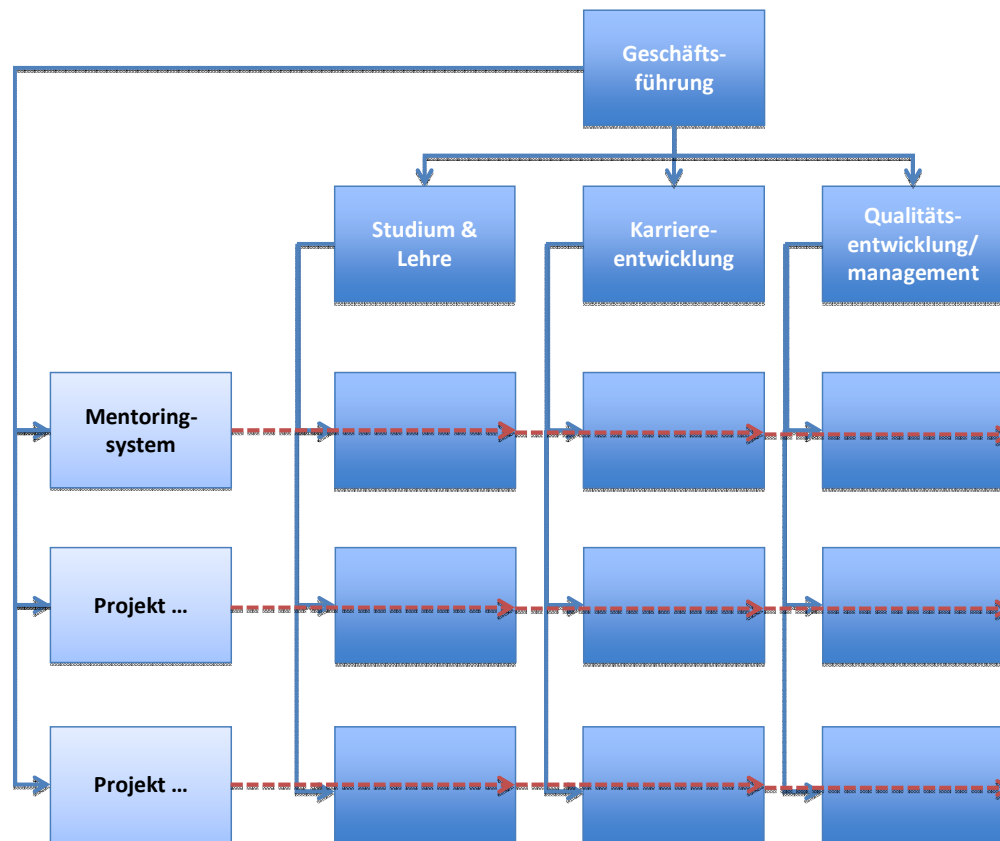 Geschäfts-
führung
Studium &
Lehre
Karriere-
entwicklung
Qualitäts-
entwicklung/
management
Mentoring-
system
Projekt ...
Projekt ...